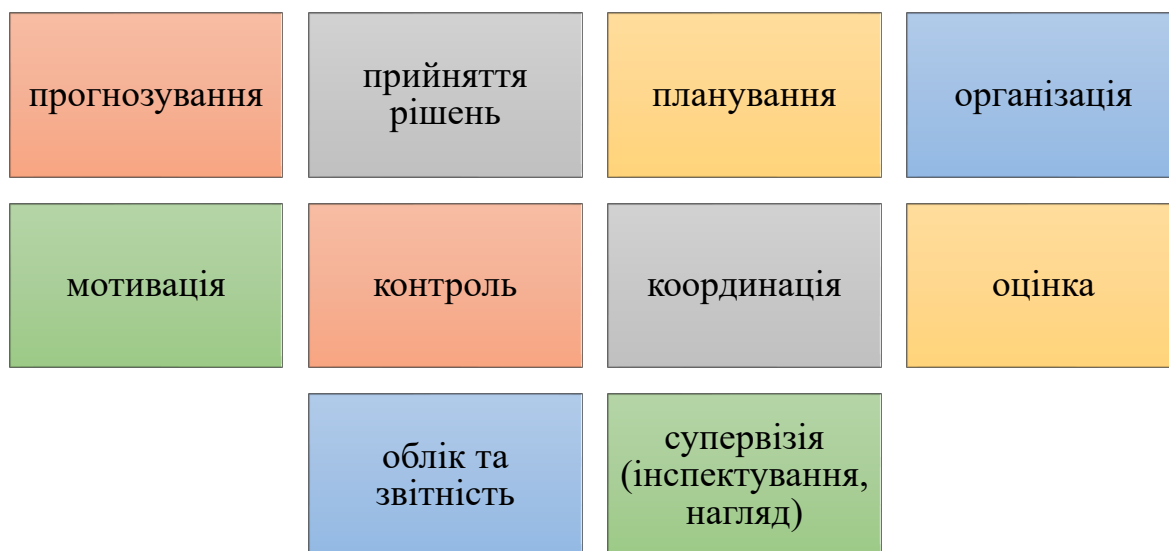 прогнозування
прийняття
рішень
планування
організація
мотивація
контроль
координація
оцінка
облік та
звітність
супервізія
(інспектування,
нагляд)